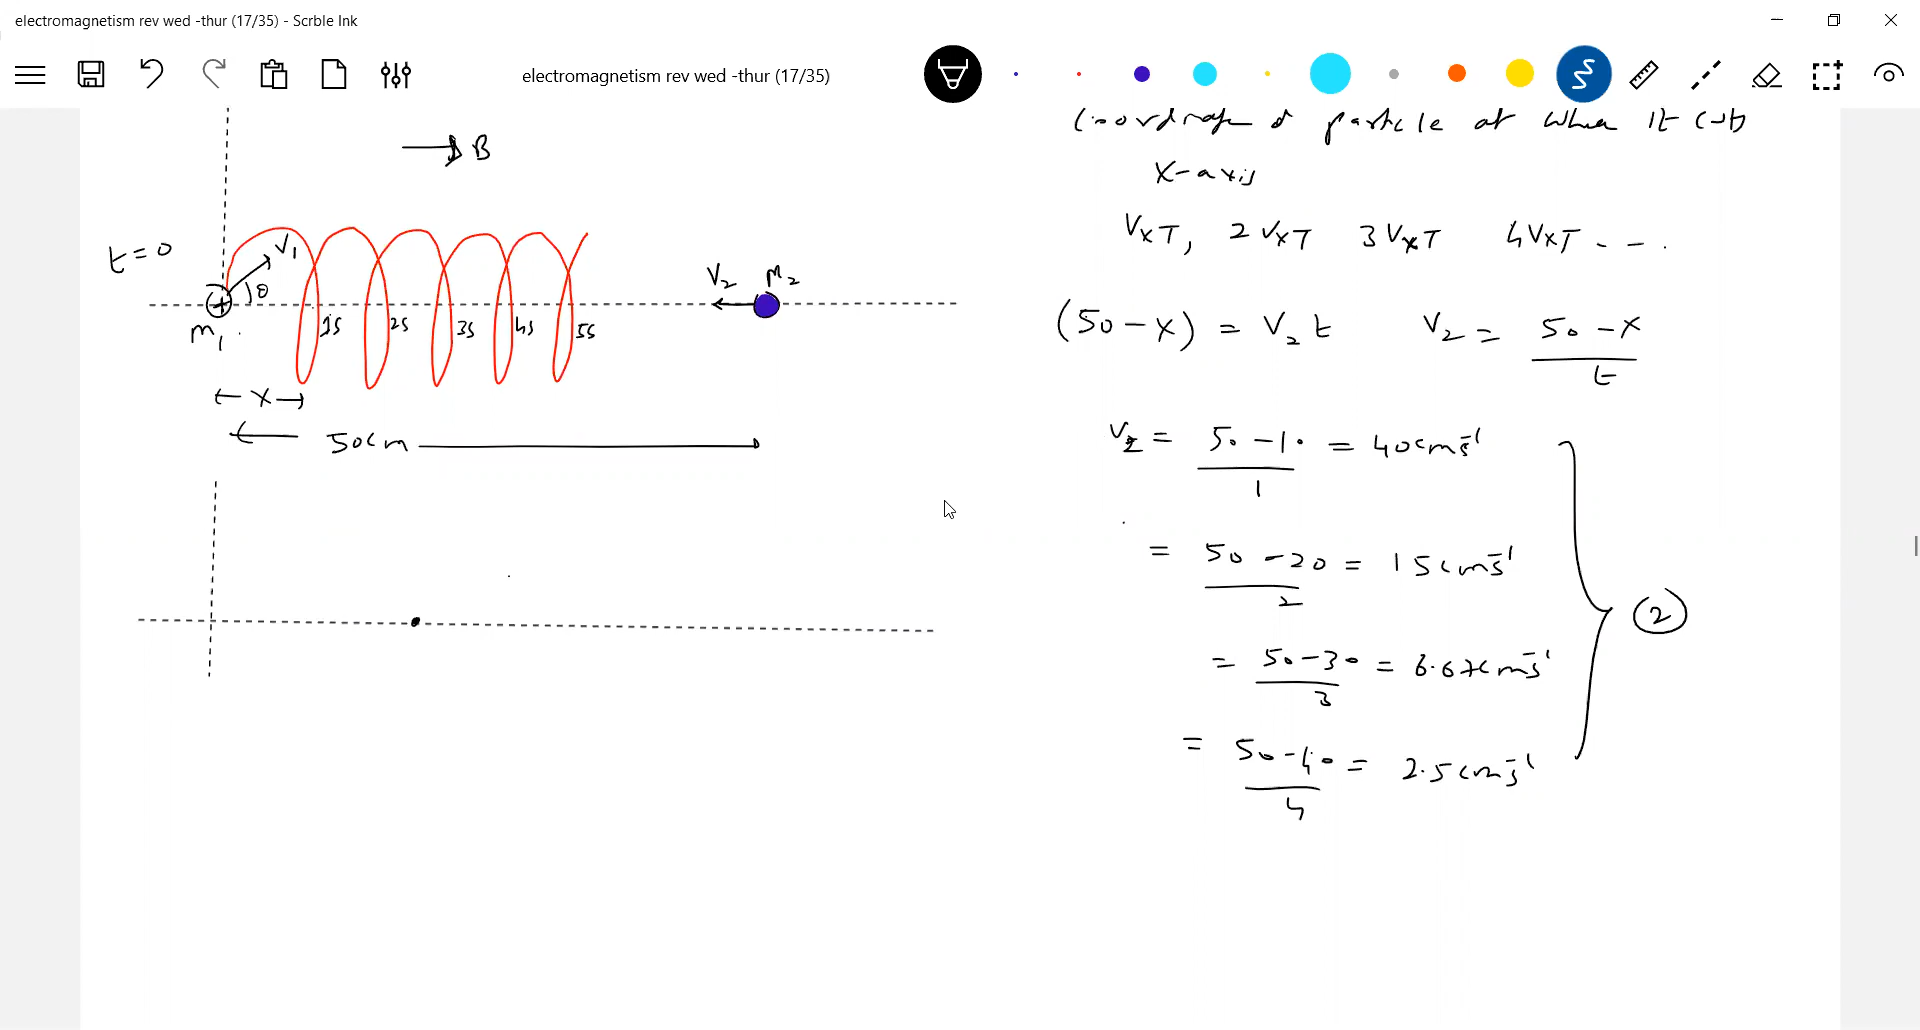 electromagnetism rev wed -thur (17/35) - Scrble Ink
electromagnetism rev wed -thur (17/35)
→ B
t = 0
V₁
θ
+
m₁
1s 2s 3s 4s 5s
V₂ m₂
← x →
← 50cm →
particle at when it cuts
x-axis
VₓT, 2VₓT 3VₓT 4VₓT - - .
(50 - x) = V₂ t V₂ = (50 - x)/t
V₂ = (50 - 10)/1 = 40cms⁻¹
= (50 - 20)/2 = 15cms⁻¹
= (50 - 30)/3 = 6.67cms⁻¹
= (50 - 40)/4 = 2.5cms⁻¹
2